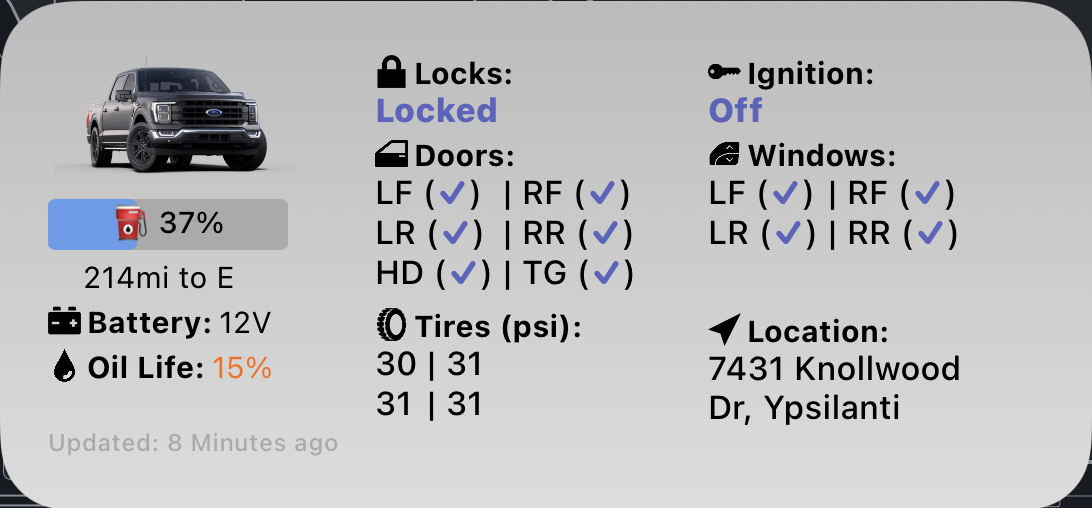 37%
214mi to E
Battery: 12V
Oil Life: 15%
Updated: 8 Minutes ago
Locks:
Locked
Doors:
LF (✓) | RF (✓)
LR (✓) | RR (✓)
HD (✓) | TG (✓)
Tires (psi):
30 | 31
31 | 31
Ignition:
Off
Windows:
LF (✓) | RF (✓)
LR (✓) | RR (✓)
Location:
7431 Knollwood
Dr, Ypsilanti